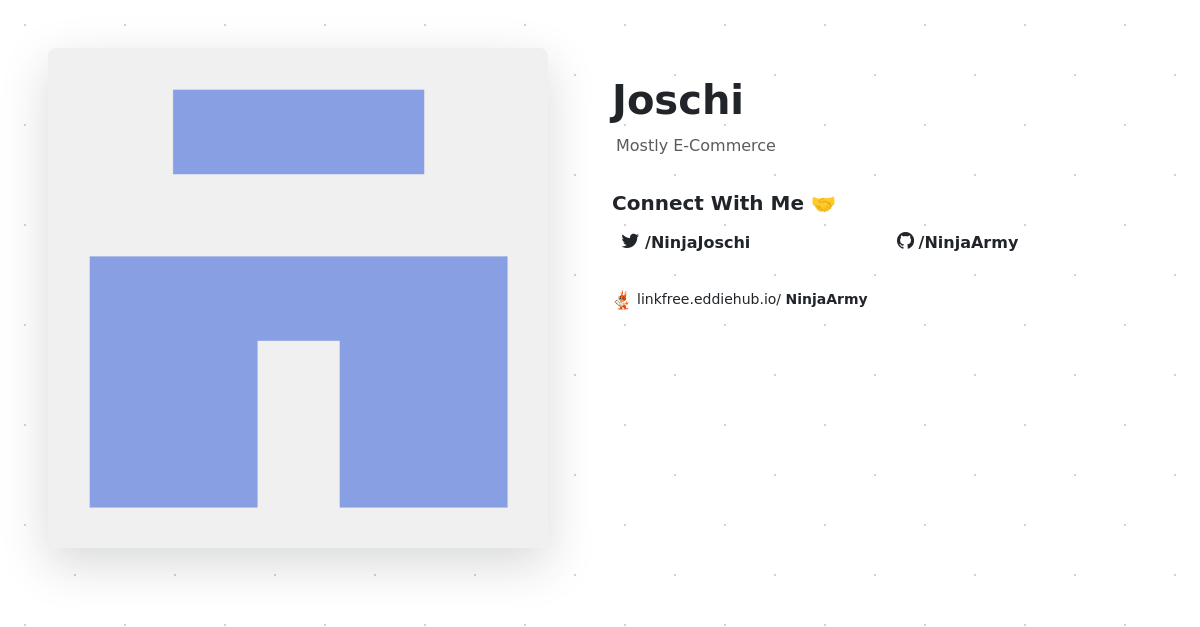 Joschi
Mostly E-Commerce
Connect With Me 🤝
/NinjaJoschi
/NinjaArmy
linkfree.eddiehub.io/ NinjaArmy